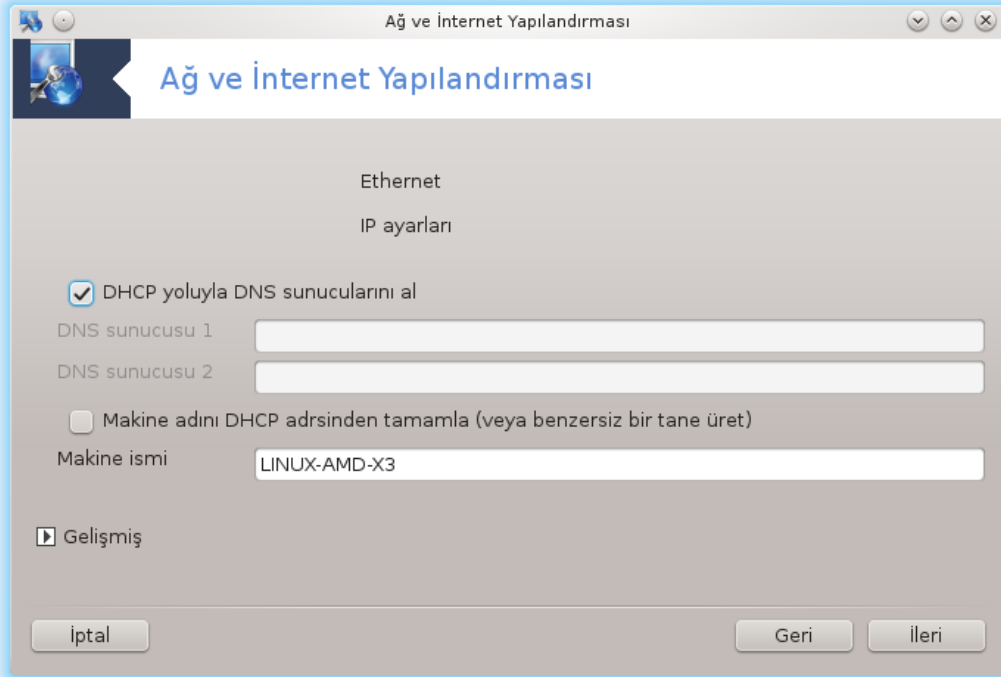 Ağ ve İnternet Yapılandırması
Ağ ve İnternet Yapılandırması
Ethernet
IP ayarları
DHCP yoluyla DNS sunucularını al
DNS sunucusu 1
DNS sunucusu 2
Makine adını DHCP adrsinden tamamla (veya benzersiz bir tane üret)
Makine ismi LINUX-AMD-X3
Gelişmiş
İptal Geri İleri